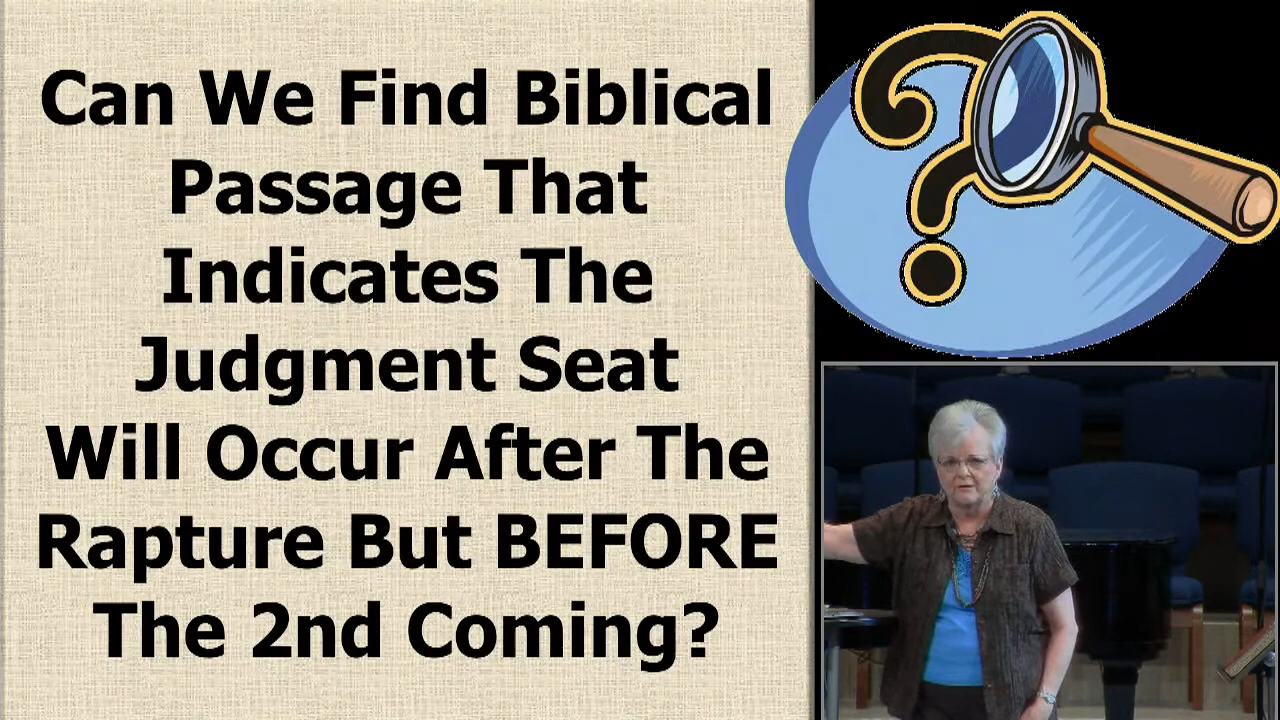 Can We Find Biblical
Passage That
Indicates The
Judgment Seat
Will Occur After The
Rapture But BEFORE
The 2nd Coming?